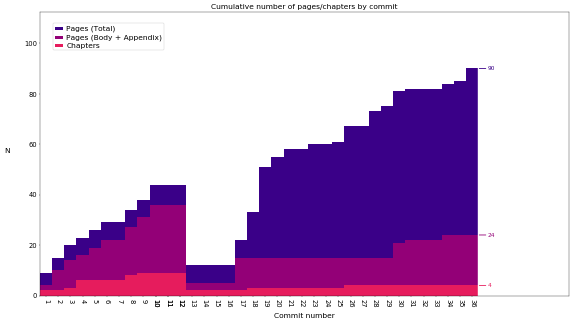 Cumulative number of pages/chapters by commit
Pages (Total)
Pages (Body + Appendix)
Chapters
100
80
60
40
20
0
N
90
24
4
1 2 3 4 5 6 7 8 9 10 11 12 13 14 15 16 17 18 19 20 21 22 23 24 25 26 27 28 29 30 31 32 33 34 35 36
Commit number